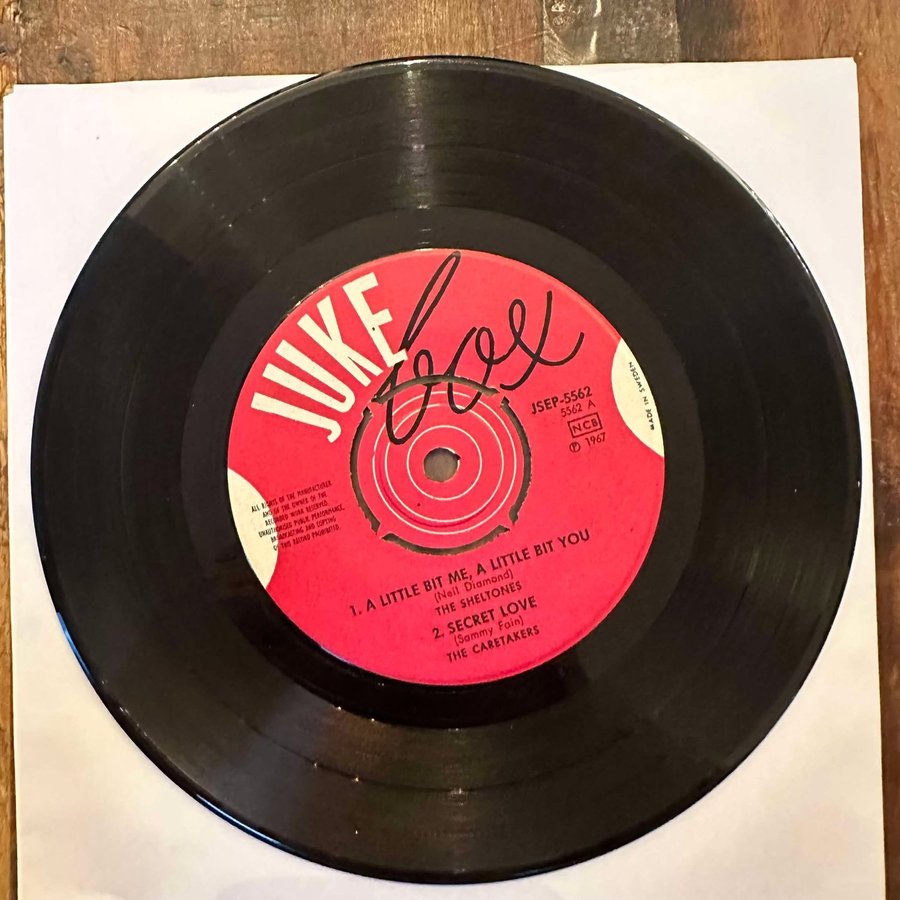 JUKE
box
JSEP-5562
5562 A
NCB
Ⓟ 1967
MADE IN SWEDEN
ALL RIGHTS OF THE MANUFACTURER
AND OF THE OWNER OF THE
RECORDED WORK RESERVED.
UNAUTHORISED PUBLIC PERFORMANCE,
BROADCASTING AND COPYING
OF THIS RECORD PROHIBITED.
1. A LITTLE BIT ME, A LITTLE BIT YOU
(Neil Diamond)
THE SHELTONES
2. SECRET LOVE
(Sammy Fain)
THE CARETAKERS